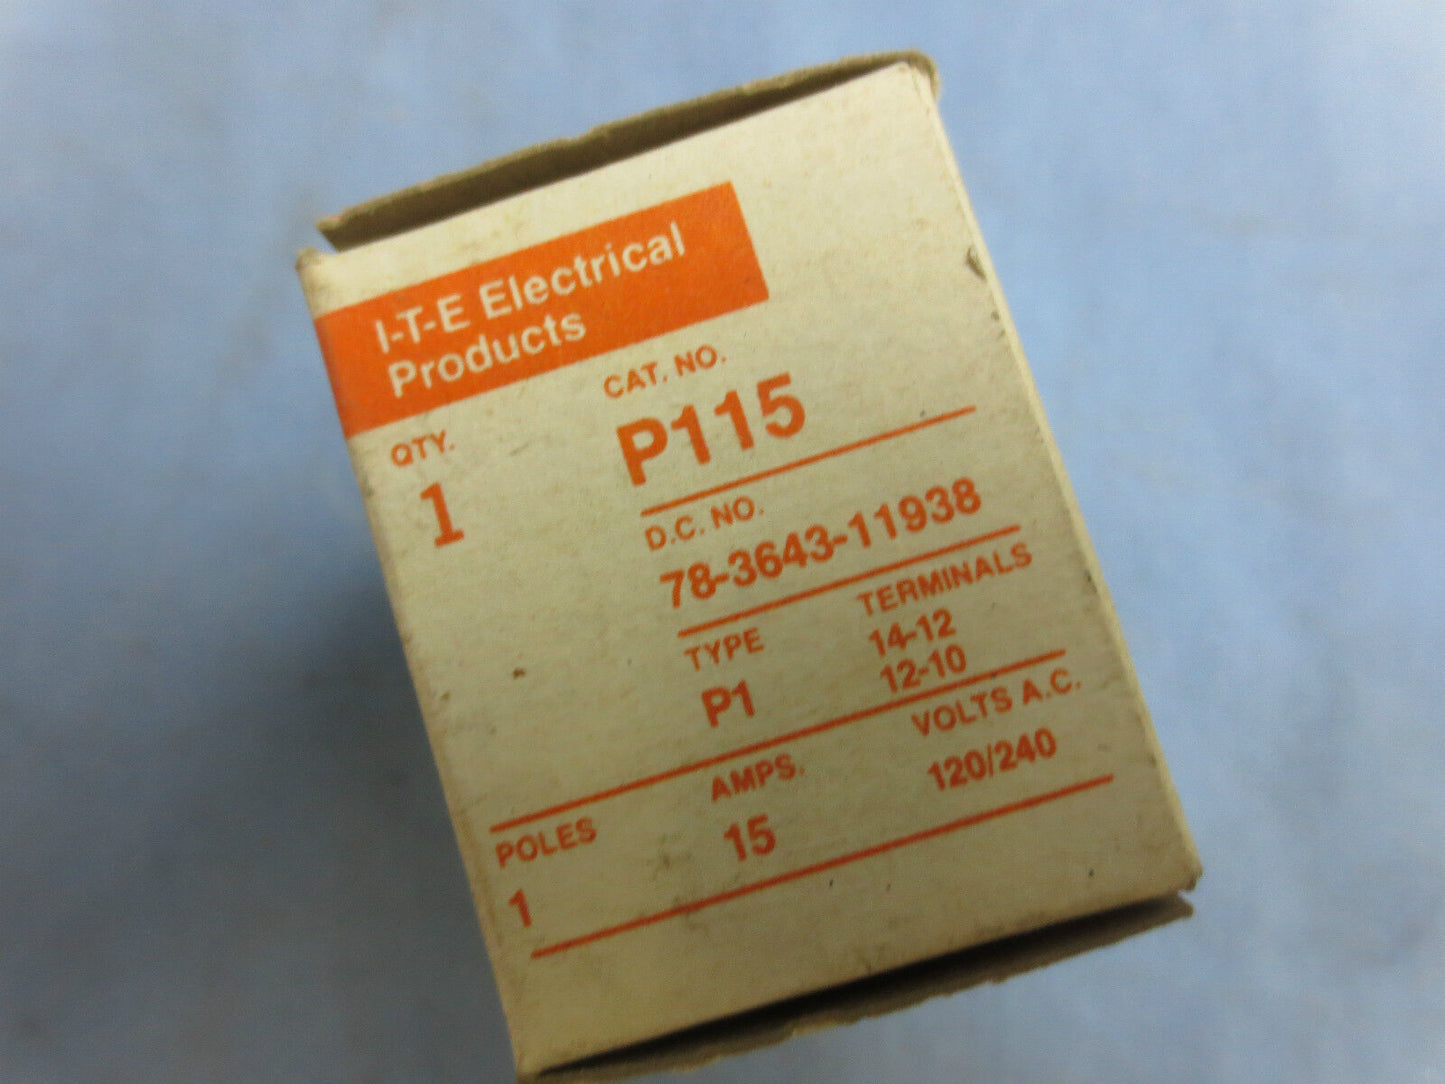 I-T-E Electrical
Products
QTY.
1
CAT. NO.
P115
D.C. NO.
78-3643-11938
TYPE
P1
TERMINALS
14-12
12-10
POLES
1
AMPS.
15
VOLTS A.C.
120/240